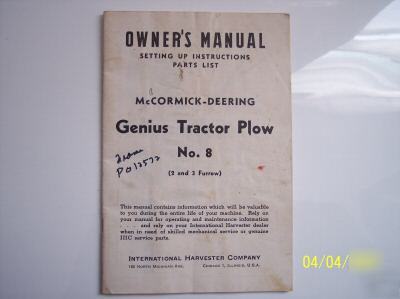 OWNER'S MANUAL
SETTING UP INSTRUCTIONS
PARTS LIST
McCORMICK-DEERING
Genius Tractor Plow
No. 8
(2 and 3 Furrow)
This manual contains information which will be valuable
to you during the entire life of your machine. Rely on
your manual for operating and maintenance information
. . . . and rely on your International Harvester dealer
when in need of skilled mechanical service or genuine
IHC service parts.
INTERNATIONAL HARVESTER COMPANY
180 NORTH MICHIGAN AVE. CHICAGO 1, ILLINOIS, U.S.A.
04/04/